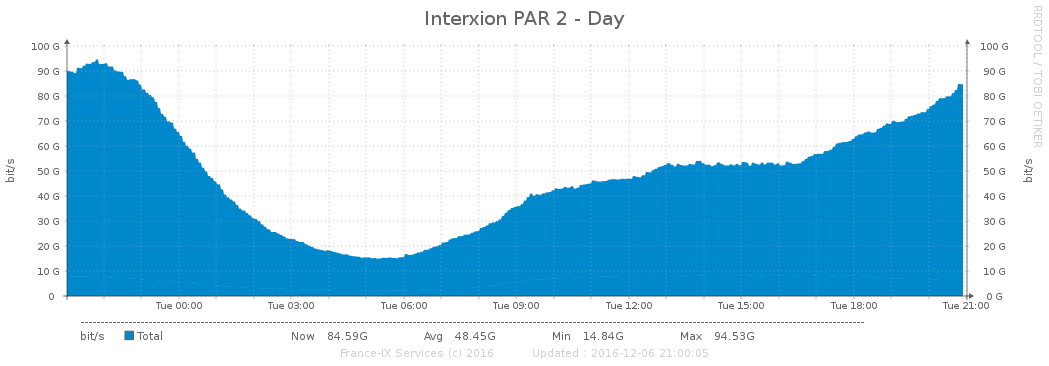 Interxion PAR 2 - Day
RRDTOOL / TOBI OETIKER
bit/s
100 G 100 G
90 G 90 G
80 G 80 G
70 G 70 G
60 G 60 G
50 G 50 G
40 G 40 G
30 G 30 G
20 G 20 G
10 G 10 G
0 0 G
bit/s
Tue 00:00 Tue 03:00 Tue 06:00 Tue 09:00 Tue 12:00 Tue 15:00 Tue 18:00 Tue 21:00
bit/s Total Now 84.59G Avg 48.45G Min 14.84G Max 94.53G
France-IX Services (c) 2016 Updated : 2016-12-06 21:00:05